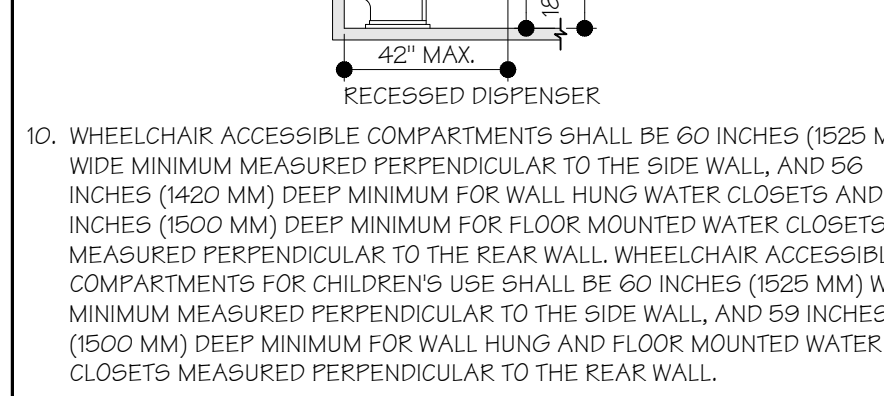 18
42" MAX.
RECESSED DISPENSER
10. WHEELCHAIR ACCESSIBLE COMPARTMENTS SHALL BE 60 INCHES (1525 M
WIDE MINIMUM MEASURED PERPENDICULAR TO THE SIDE WALL, AND 56
INCHES (1420 MM) DEEP MINIMUM FOR WALL HUNG WATER CLOSETS AND
INCHES (1500 MM) DEEP MINIMUM FOR FLOOR MOUNTED WATER CLOSETS
MEASURED PERPENDICULAR TO THE REAR WALL. WHEELCHAIR ACCESSIBL
COMPARTMENTS FOR CHILDREN'S USE SHALL BE 60 INCHES (1525 MM) W
MINIMUM MEASURED PERPENDICULAR TO THE SIDE WALL, AND 59 INCHES
(1500 MM) DEEP MINIMUM FOR WALL HUNG AND FLOOR MOUNTED WATER
CLOSETS MEASURED PERPENDICULAR TO THE REAR WALL.